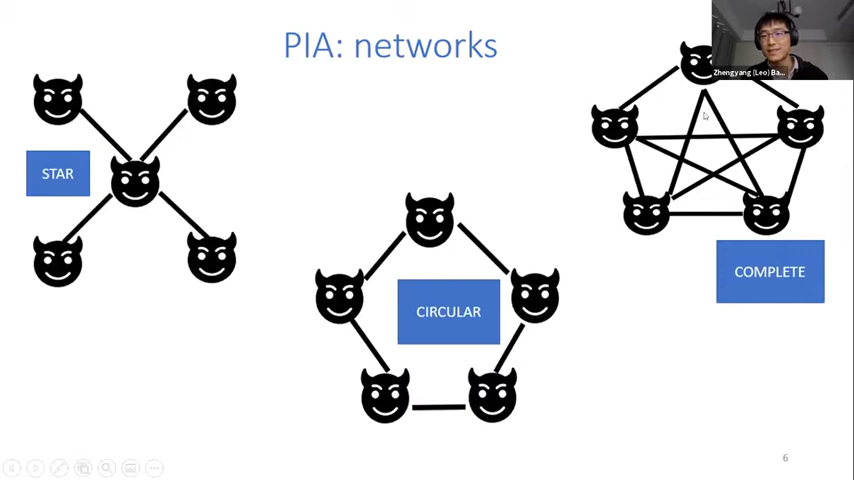 PIA: networks
Zhengyang (Leo) Ba...
STAR
CIRCULAR
COMPLETE
6